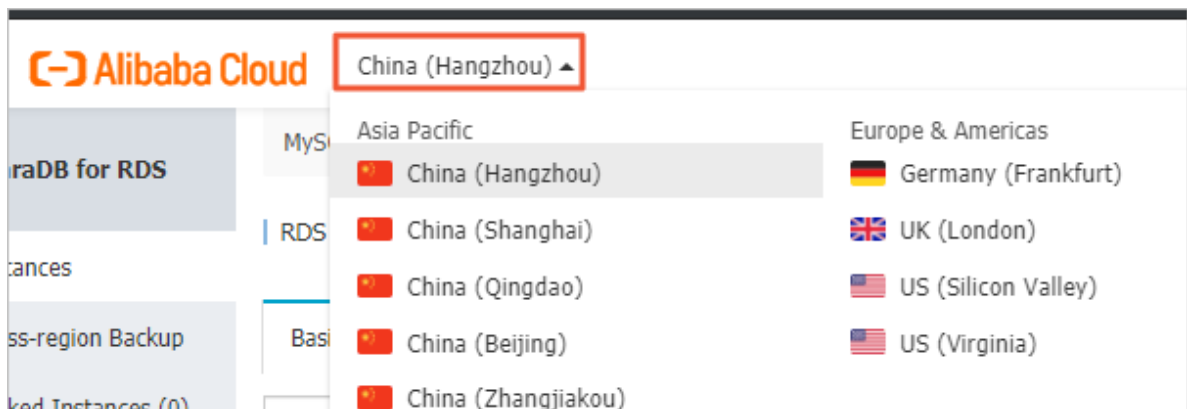 Alibaba Cloud
China (Hangzhou)
Asia Pacific
China (Hangzhou)
China (Shanghai)
China (Qingdao)
China (Beijing)
China (Zhangjiakou)
Europe & Americas
Germany (Frankfurt)
UK (London)
US (Silicon Valley)
US (Virginia)
raDB for RDS
tances
ss-region Backup
ked Instances (0)
MyS
RDS
Basi